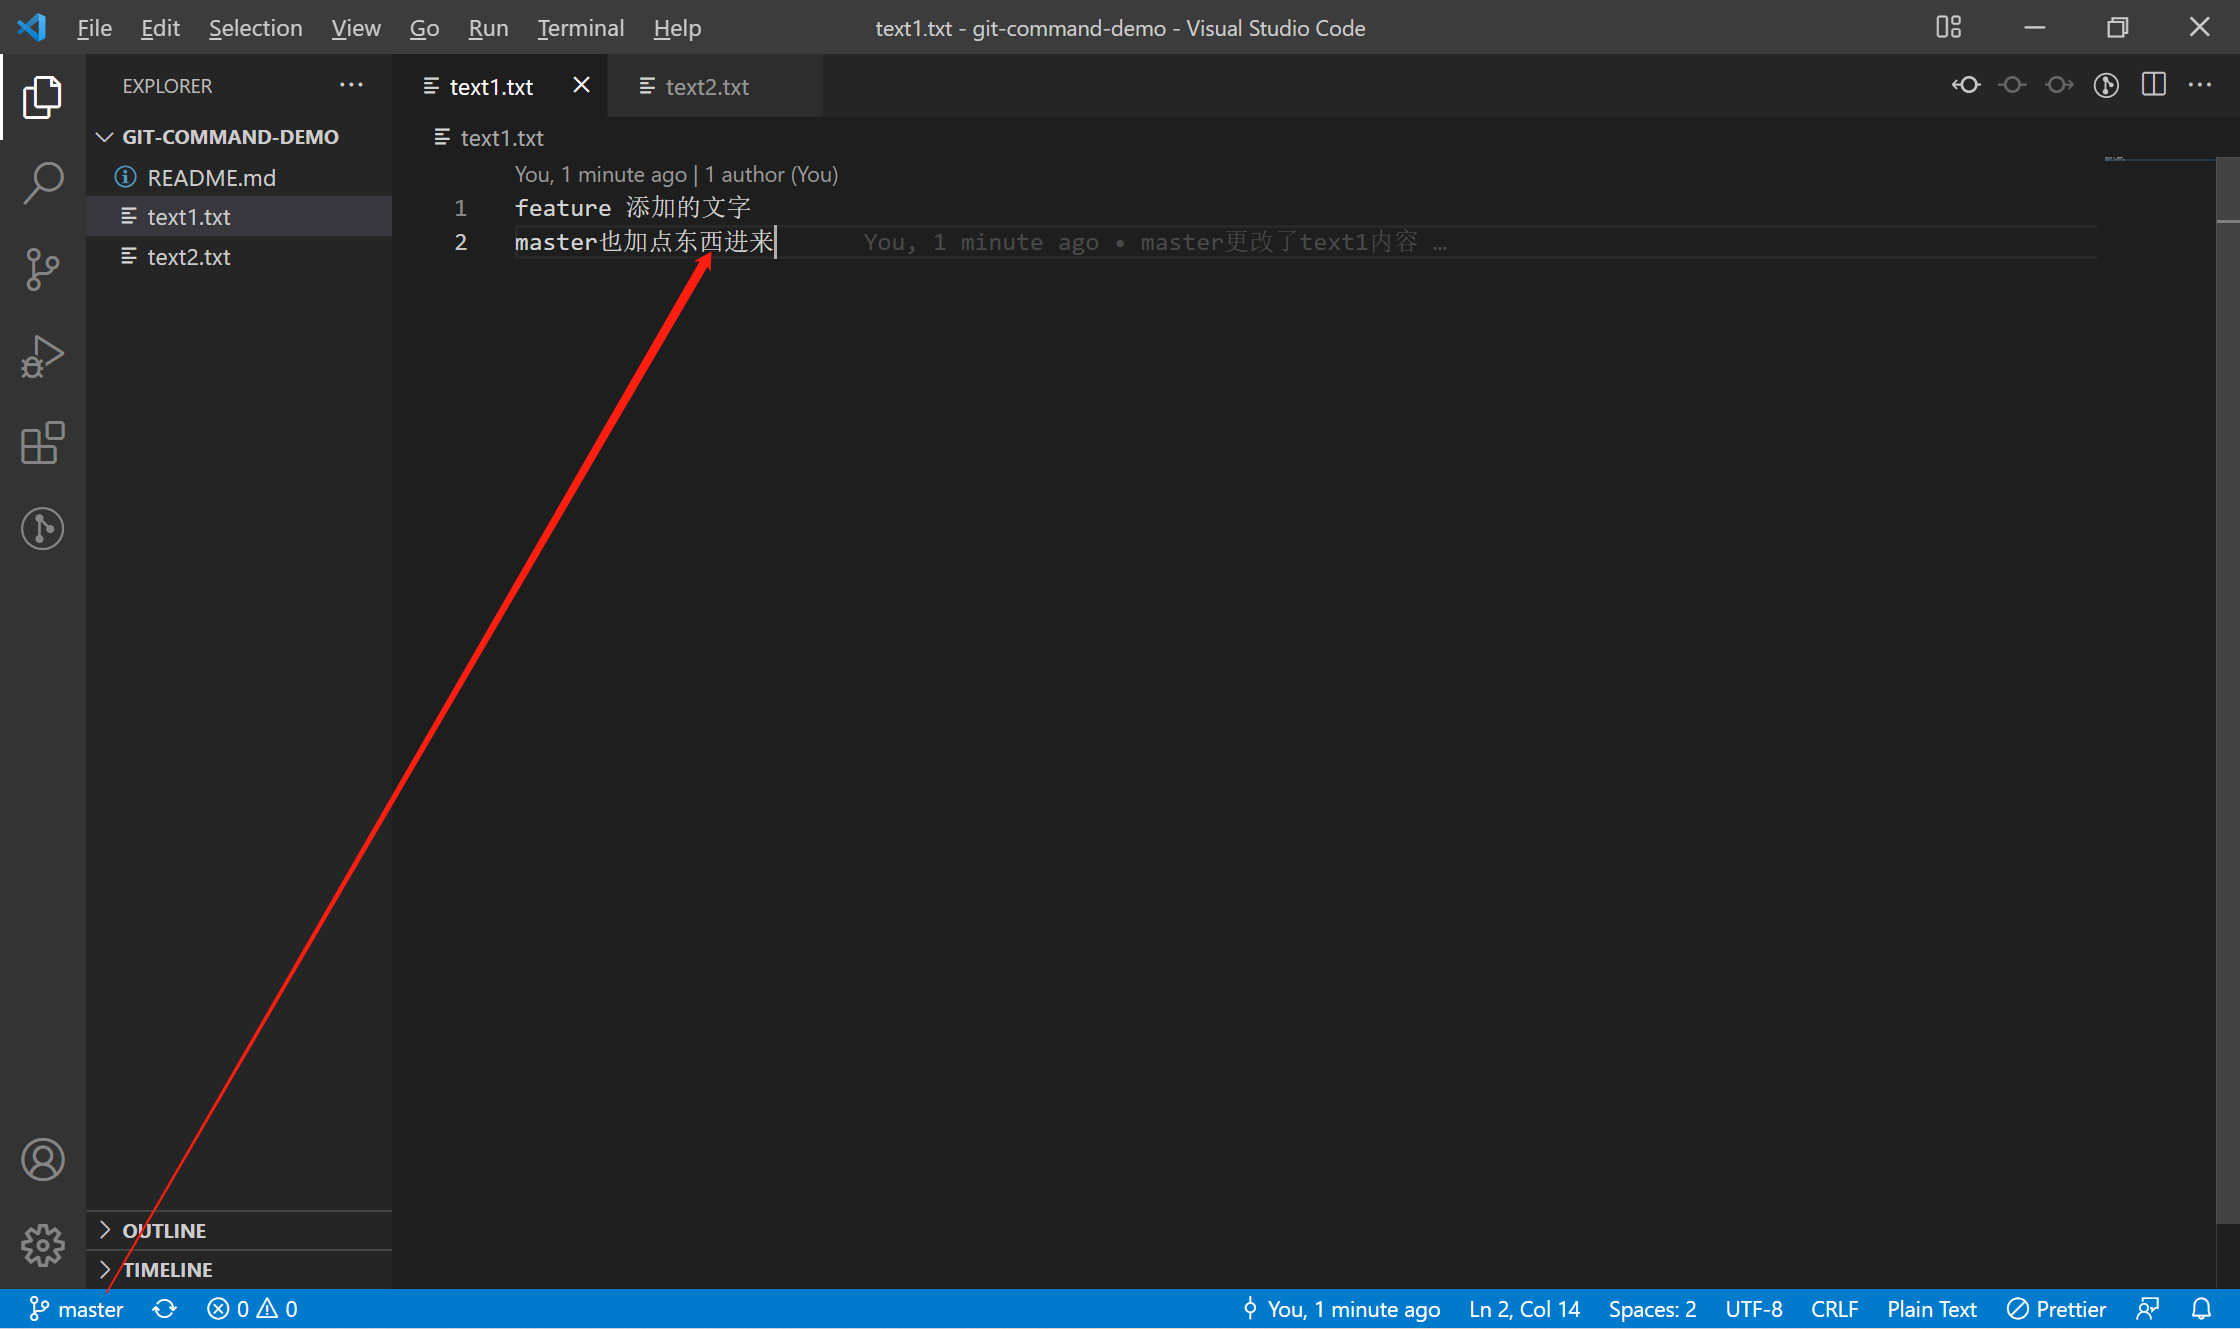 File Edit Selection View Go Run Terminal Help
text1.txt - git-command-demo - Visual Studio Code
EXPLORER
GIT-COMMAND-DEMO
README.md
text1.txt
text2.txt
OUTLINE
TIMELINE
text1.txt text2.txt
text1.txt
You, 1 minute ago | 1 author (You)
1 feature 添加的文字
2 master也加点东西进来 You, 1 minute ago • master更改了text1内容 …
master 0 0 You, 1 minute ago Ln 2, Col 14 Spaces: 2 UTF-8 CRLF Plain Text Prettier